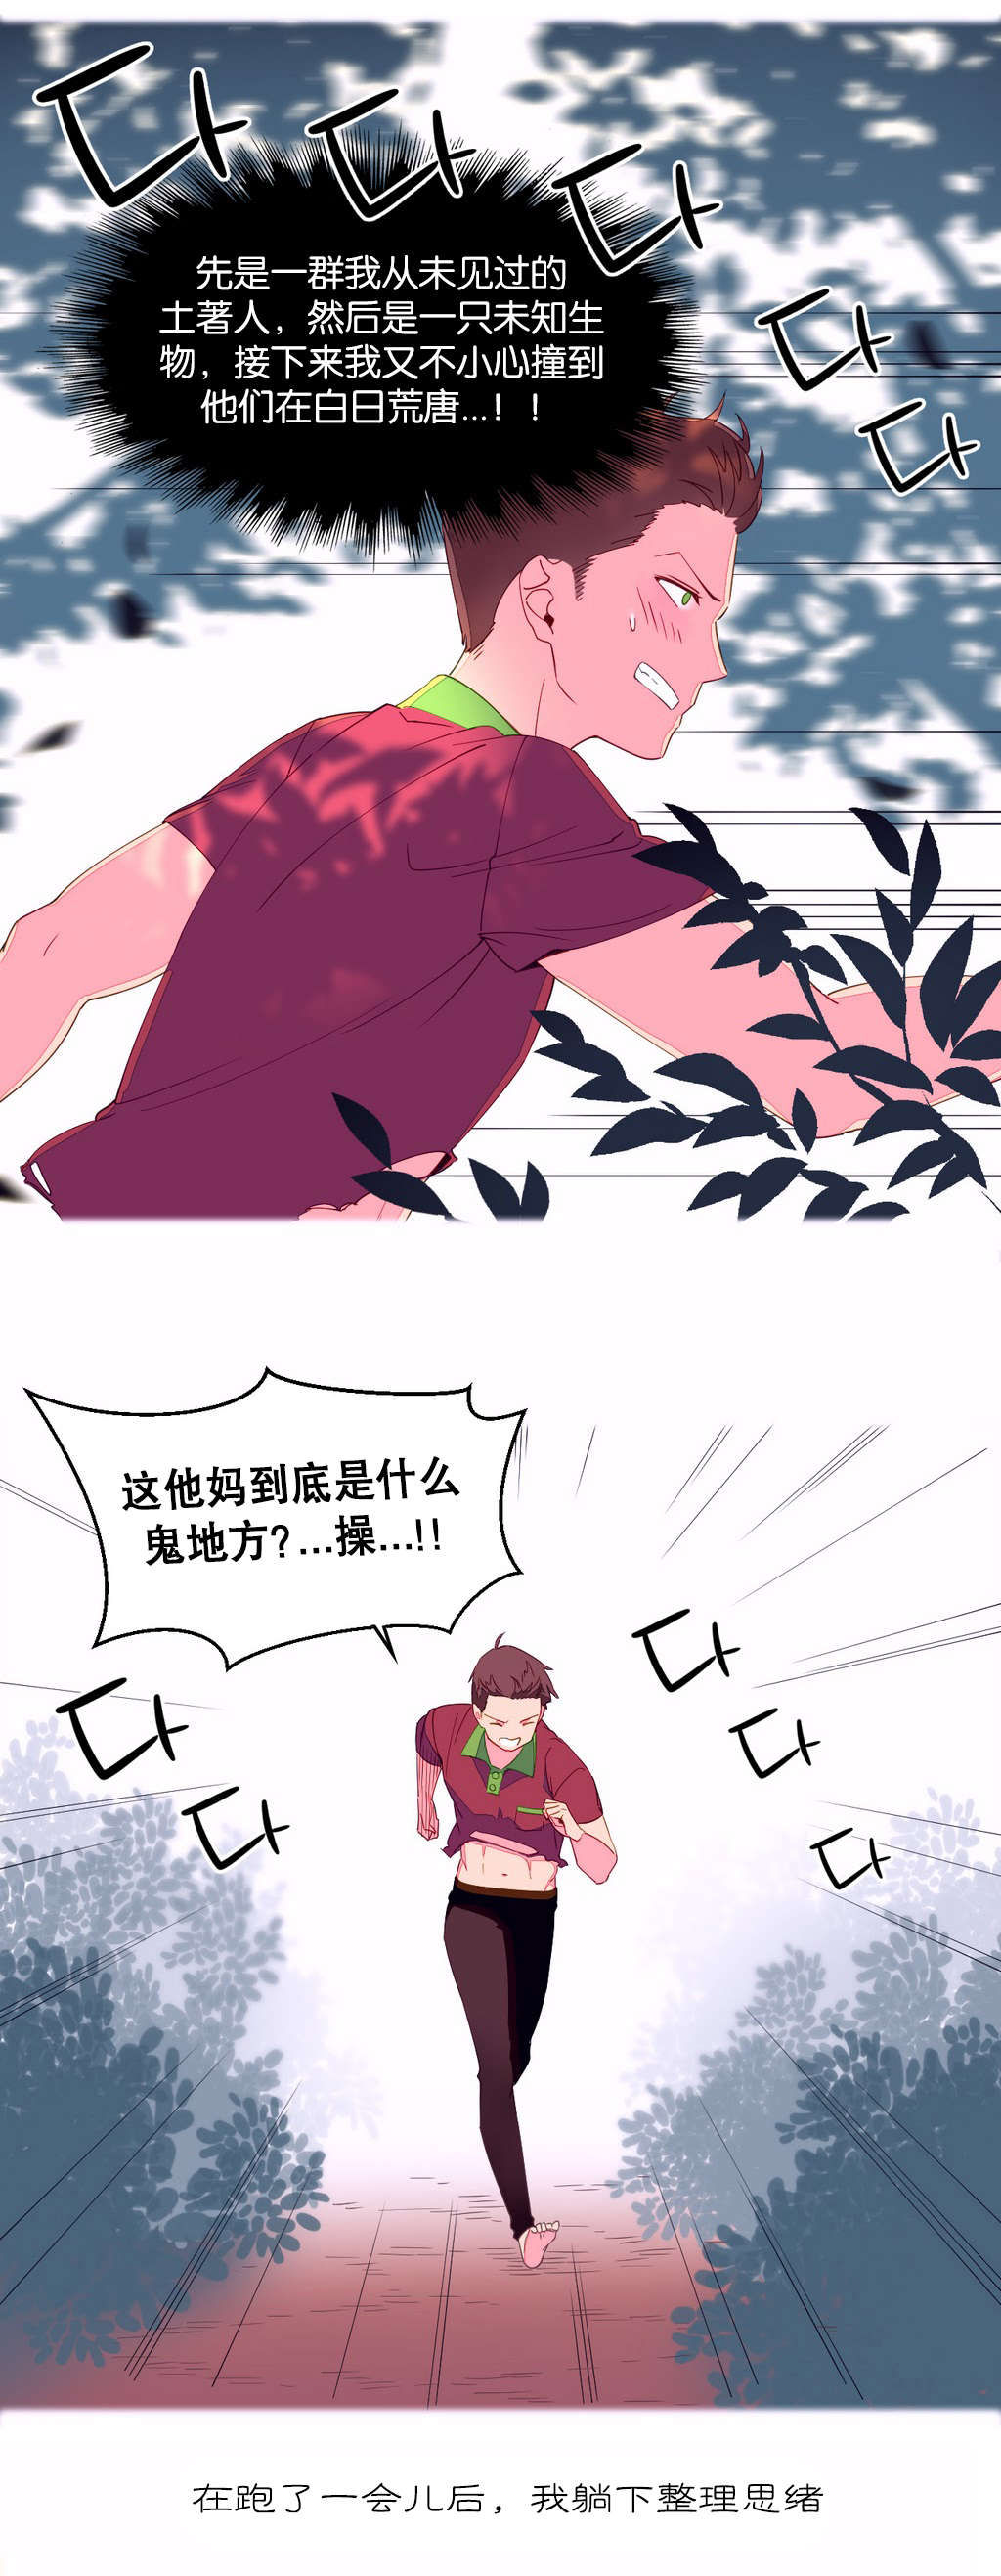 다 다 다
다
다
先是一群我从未见过的
土著人，然后是一只未知生
物，接下来我又不小心撞到
他们在白日荒唐...！！
这他妈到底是什么
鬼地方?...操...!!
다
다
다
다
다
在跑了一会儿后，我躺下整理思绪